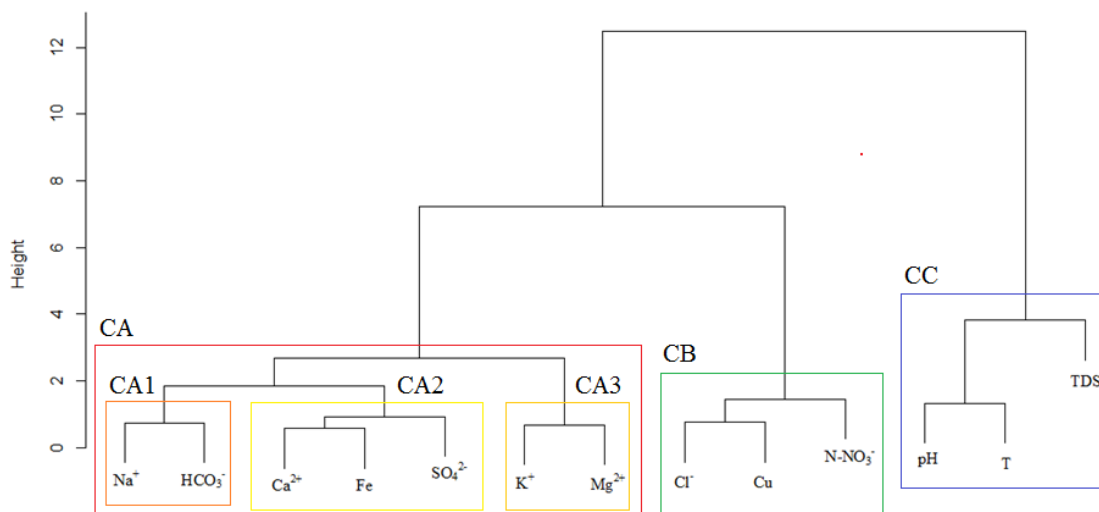 Height
12
10
8
6
4
2
0
CA
CA1
CA2
CA3
CB
CC
Na⁺
HCO₃⁻
Ca²⁺
Fe
SO₄²⁻
K⁺
Mg²⁺
Cl⁻
Cu
N-NO₃⁻
pH
T
TDS